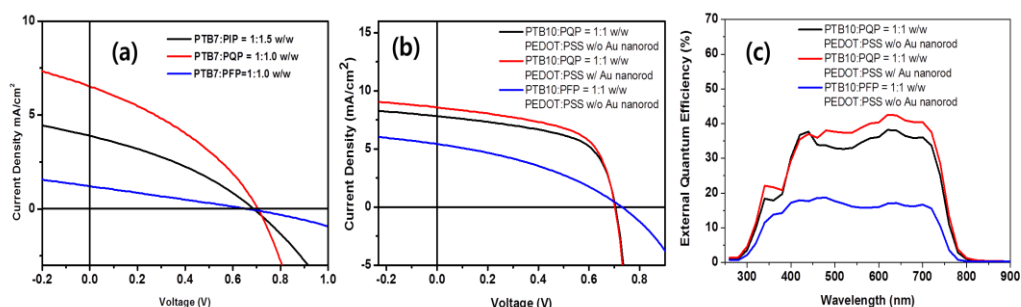 (a)
PTB7:PIP = 1:1.5 w/w
PTB7:PQP = 1:1.0 w/w
PTB7:PFP=1:1.0 w/w
Current Density mA/cm²
10
5
0
-0.2 0.0 0.2 0.4 0.6 0.8 1.0
Voltage (V)
(b)
PTB10:PQP = 1:1 w/w
PEDOT:PSS w/o Au nanorod
PTB10:PQP = 1:1 w/w
PEDOT:PSS w/ Au nanorod
PTB10:PFP = 1:1 w/w
PEDOT:PSS w/o Au nanorod
Current Density (mA/cm²)
15
10
5
0
-5
-0.2 0.0 0.2 0.4 0.6 0.8
Voltage (V)
(c)
PTB10:PQP = 1:1 w/w
PEDOT:PSS w/o Au nanorod
PTB10:PQP = 1:1 w/w
PEDOT:PSS w/ Au nanorod
PTB10:PFP = 1:1 w/w
PEDOT:PSS w/o Au nanorod
External Quantum Efficiency (%)
70
60
50
40
30
20
10
0
300 400 500 600 700 800 900
Wavelength (nm)